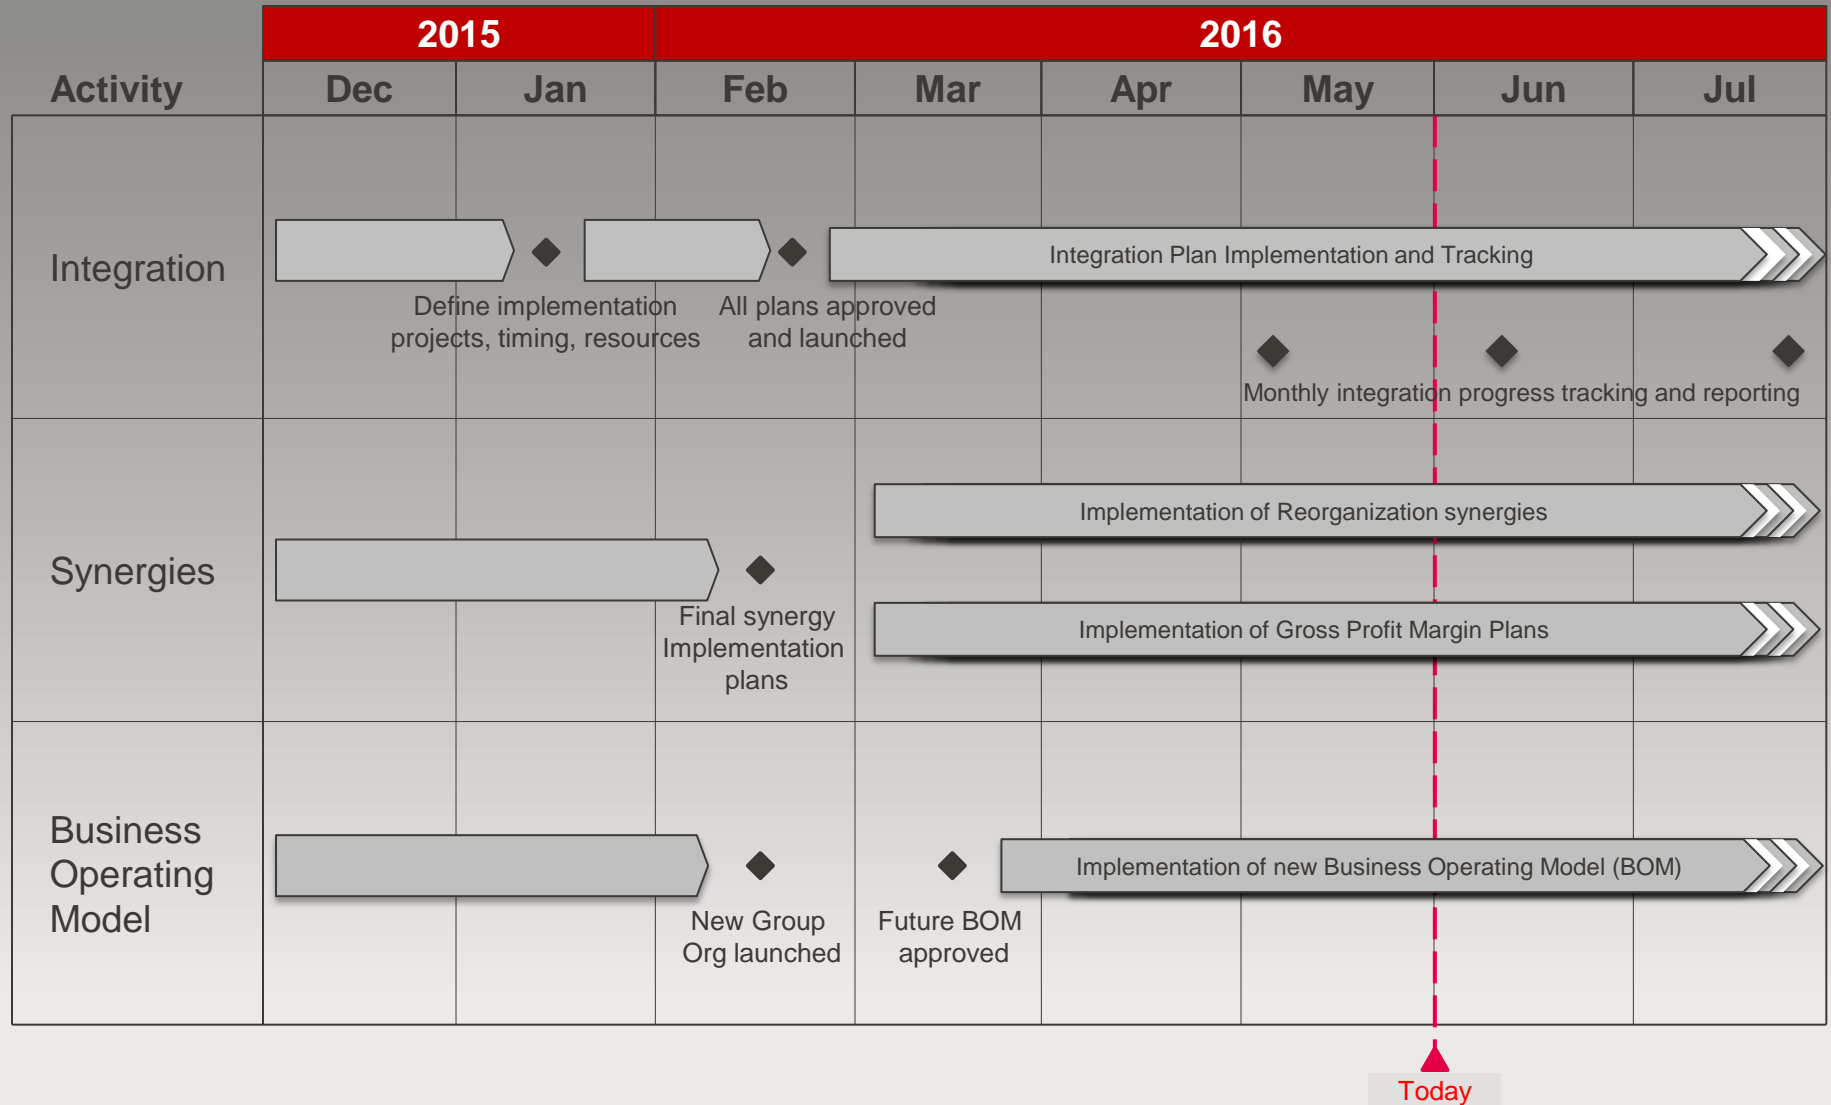 2015
2016
Activity
Dec
Jan
Feb
Mar
Apr
May
Jun
Jul
Integration
Integration Plan Implementation and Tracking
Define implementation
projects, timing, resources
All plans approved
and launched
Monthly integration progress tracking and reporting
Synergies
Implementation of Reorganization synergies
Final synergy
Implementation
plans
Implementation of Gross Profit Margin Plans
Business
Operating
Model
Implementation of new Business Operating Model (BOM)
New Group
Org launched
Future BOM
approved
Today